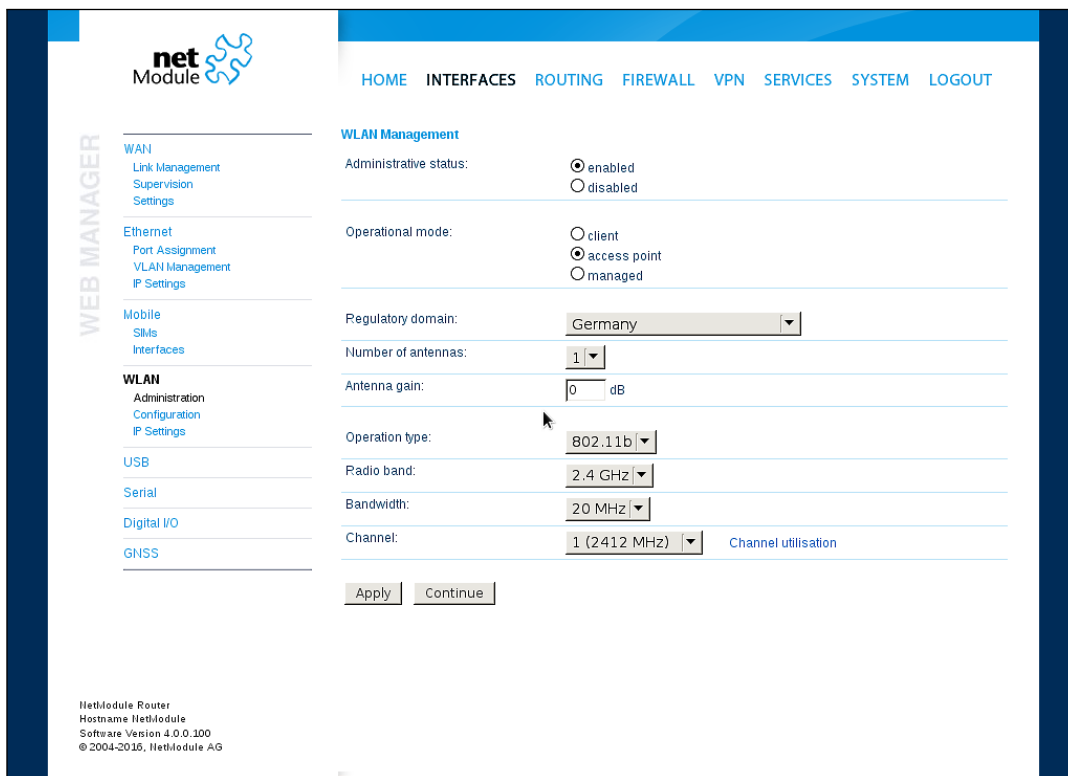 net
Module
HOME INTERFACES ROUTING FIREWALL VPN SERVICES SYSTEM LOGOUT
WEB MANAGER
WAN
Link Management
Supervision
Settings
Ethernet
Port Assignment
VLAN Management
IP Settings
Mobile
SIMs
Interfaces
WLAN
Administration
Configuration
IP Settings
USB
Serial
Digital I/O
GNSS
WLAN Management
Administrative status:
enabled
disabled
Operational mode:
client
access point
managed
Regulatory domain: Germany
Number of antennas: 1
Antenna gain: 0 dB
Operation type: 802.11b
Radio band: 2.4 GHz
Bandwidth: 20 MHz
Channel: 1 (2412 MHz) Channel utilisation
Apply Continue
NetModule Router
Hostname NetModule
Software Version 4.0.0.100
© 2004-2016, NetModule AG